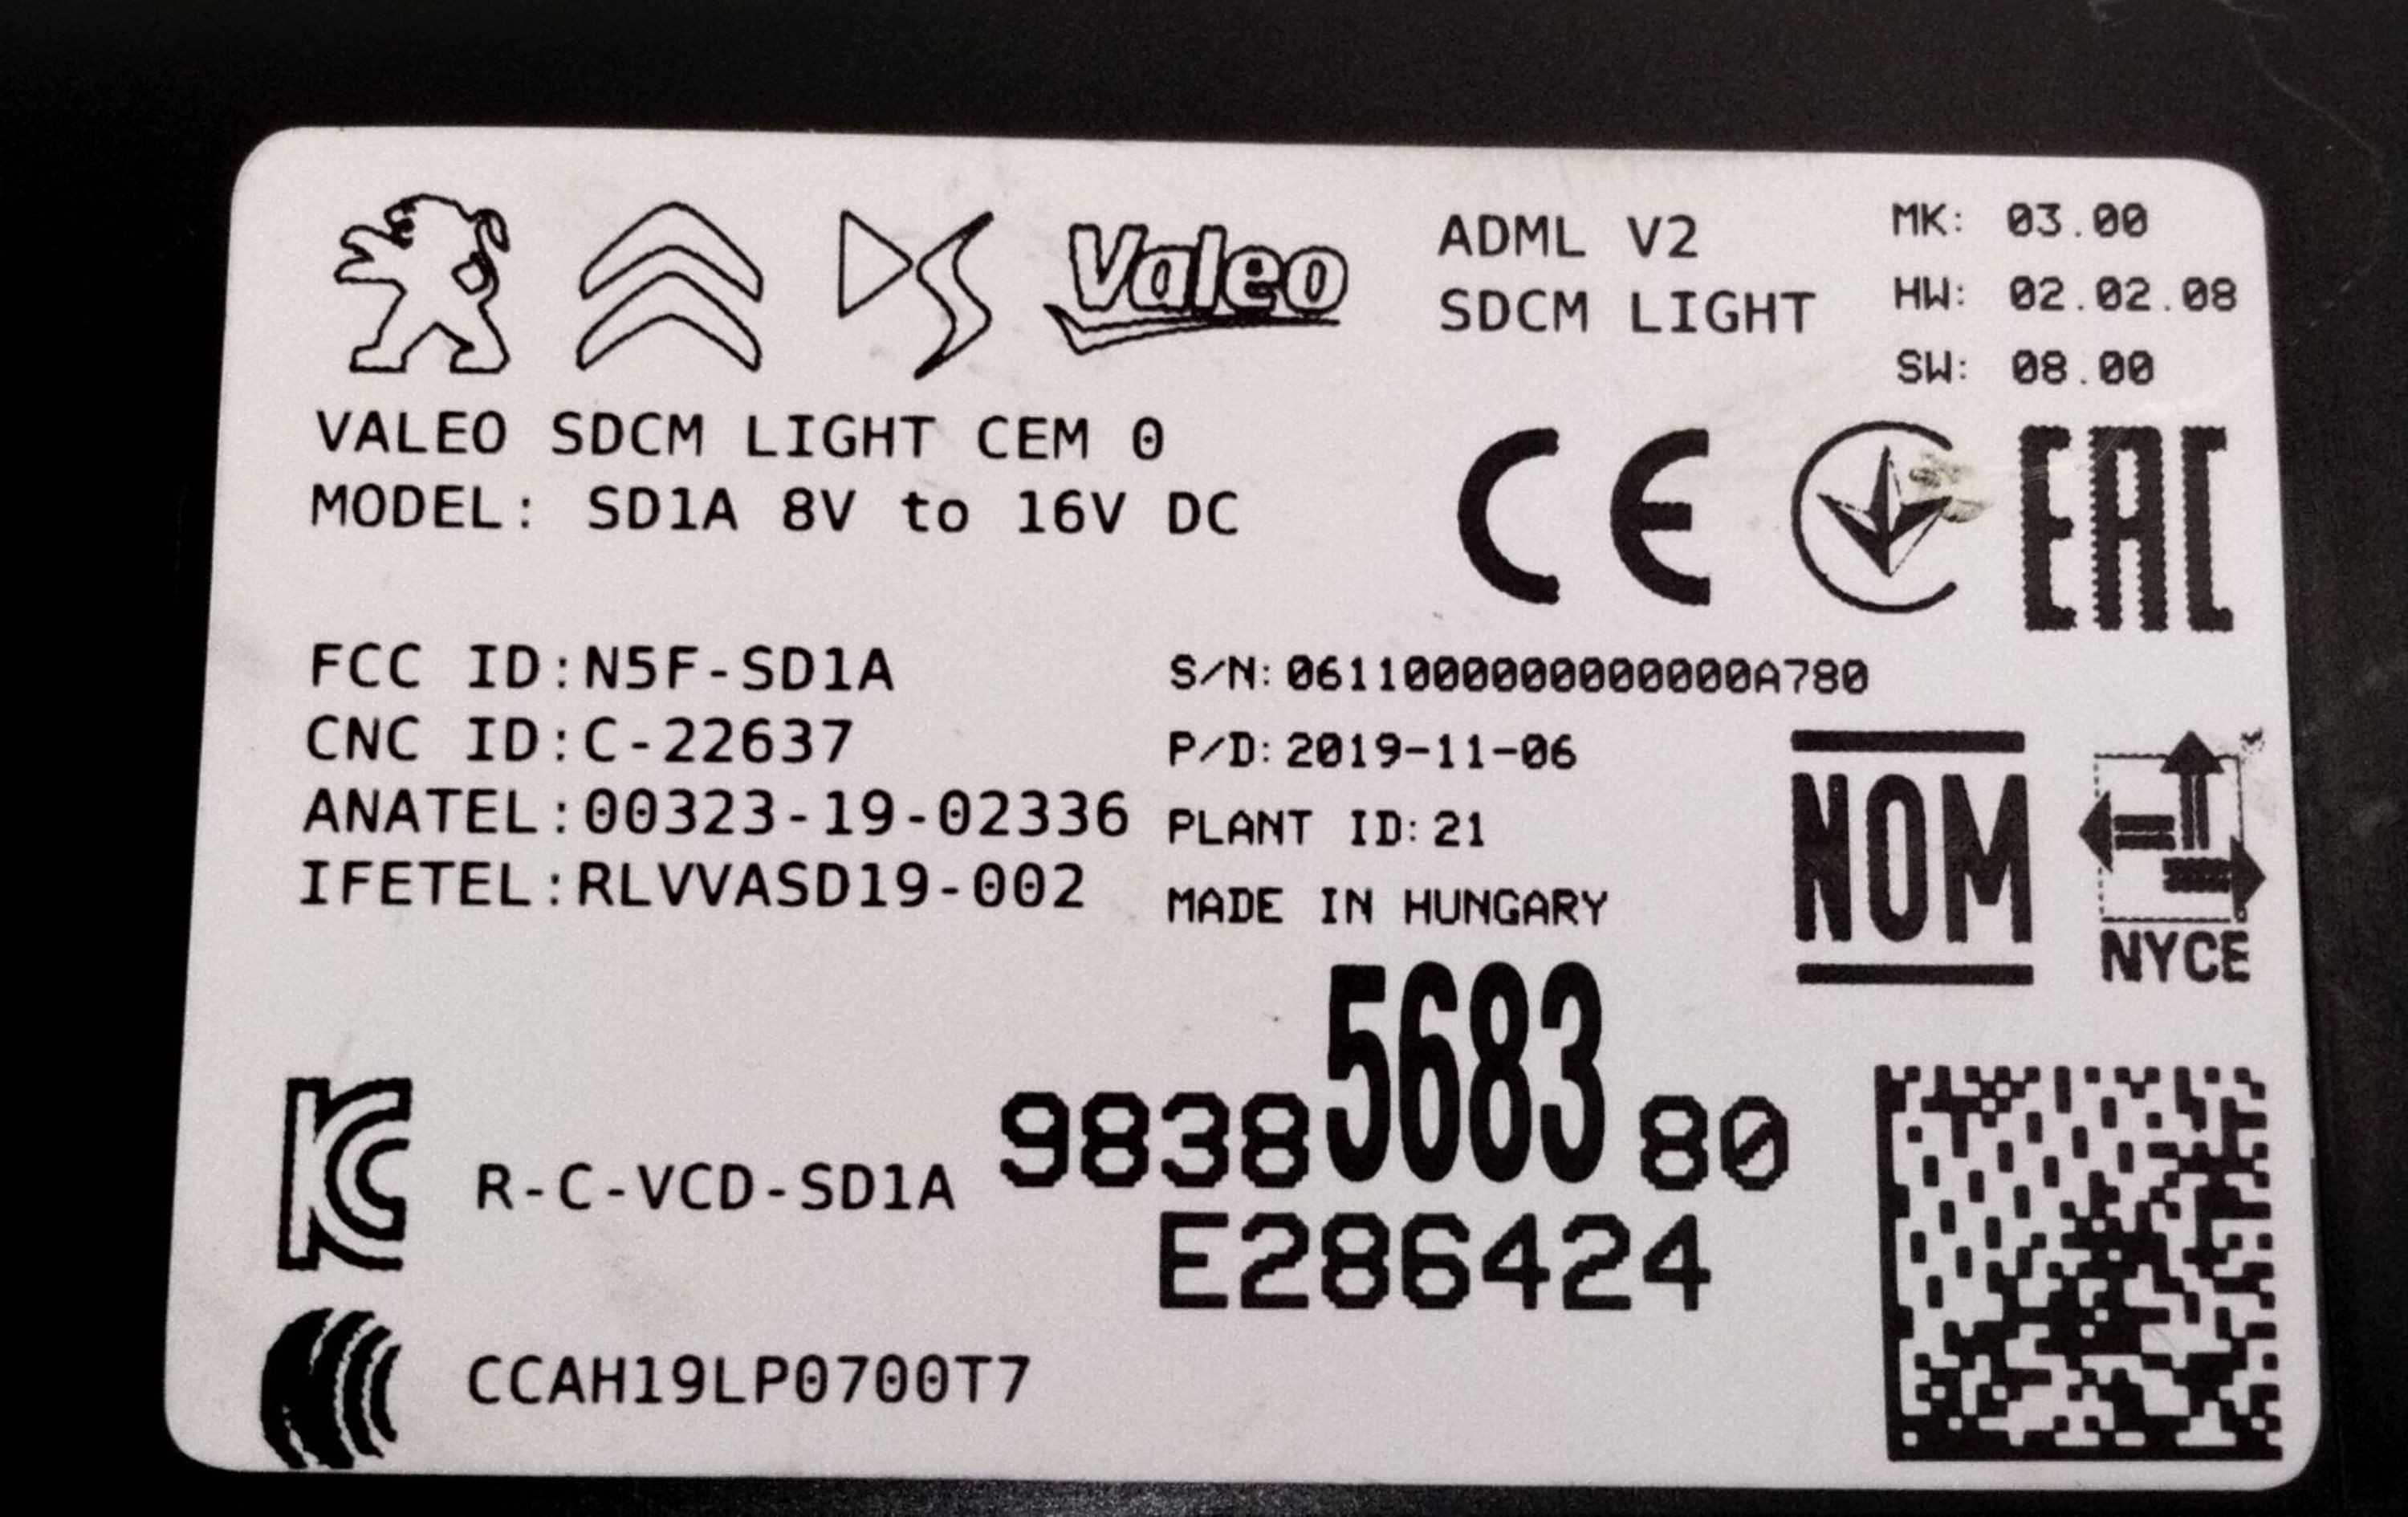 Valeo
ADML V2
SDCM LIGHT
MK: 03.00
HW: 02.02.08
SW: 08.00
VALEO SDCM LIGHT CEM 0
MODEL: SD1A 8V to 16V DC
CE
EAC
FCC ID:N5F-SD1A
CNC ID:C-22637
ANATEL:00323-19-02336
IFETEL:RLVVASD19-002
S/N:0611000000000000A780
P/D:2019-11-06
PLANT ID:21
MADE IN HUNGARY
NOM
NYCE
9838568380
E286424
R-C-VCD-SD1A
CCAH19LP0700T7